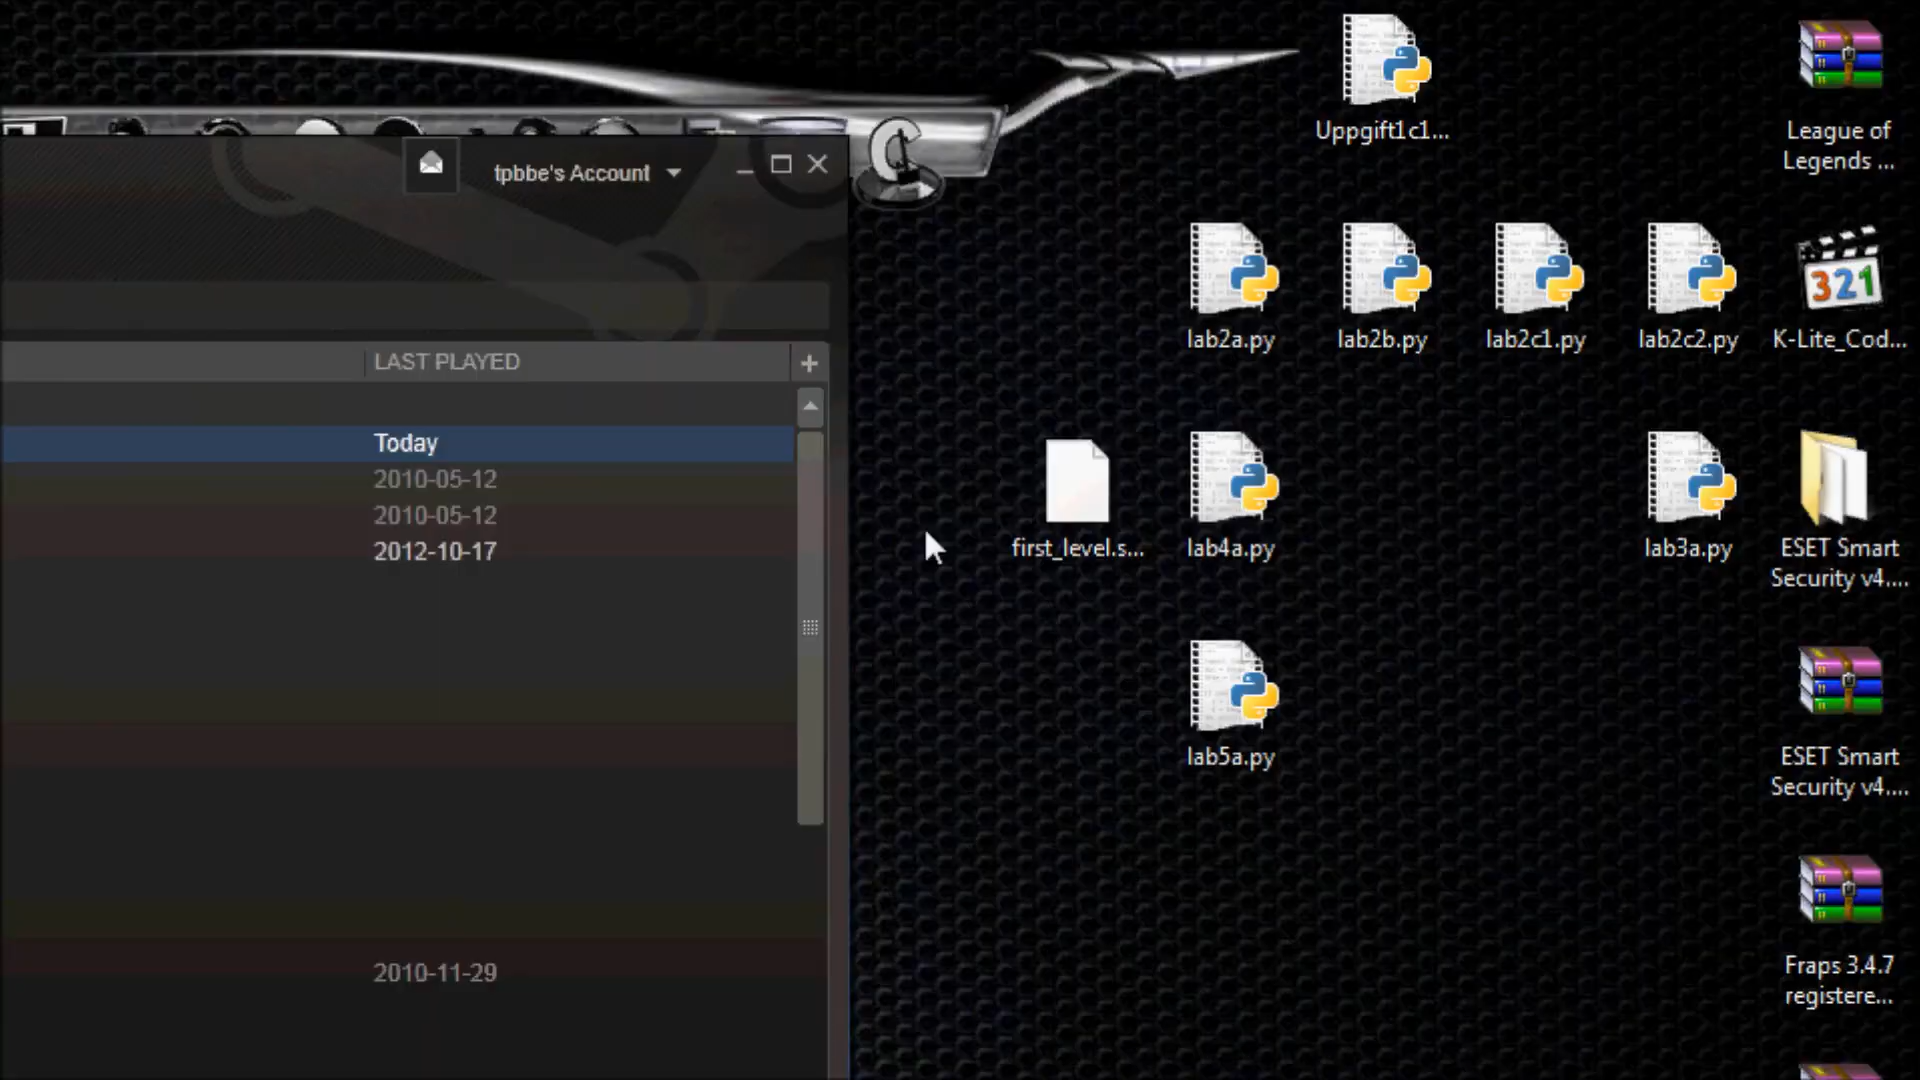 Uppgift1c1...
League of
Legends ...
tpbbe's Account
lab2a.py
lab2b.py
lab2c1.py
lab2c2.py
321
K-Lite_Cod...
LAST PLAYED
Today
2010-05-12
2010-05-12
2012-10-17
first_level.s...
lab4a.py
lab3a.py
ESET Smart
Security v4....
lab5a.py
ESET Smart
Security v4....
2010-11-29
Fraps 3.4.7
registere...